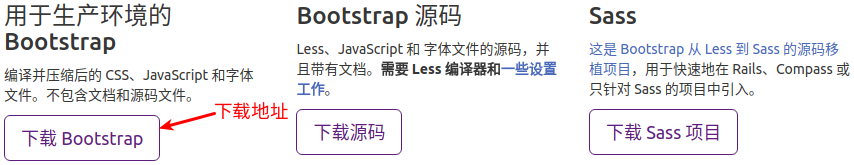 用于生产环境的
Bootstrap
编译并压缩后的 CSS、JavaScript 和字体
文件。不包含文档和源码文件。
下载 Bootstrap
下载地址
Bootstrap 源码
Less、JavaScript 和 字体文件的源码，并
且带有文档。需要 Less 编译器和一些设置
工作。
下载源码
Sass
这是 Bootstrap 从 Less 到 Sass 的源码移
植项目，用于快速地在 Rails、Compass 或
只针对 Sass 的项目中引入。
下载 Sass 项目